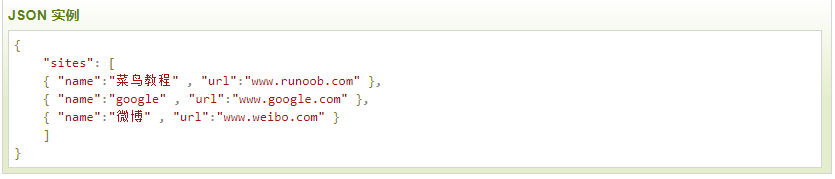 JSON 实例
{
    "sites": [
    { "name":"菜鸟教程" , "url":"www.runoob.com" },
    { "name":"google" , "url":"www.google.com" },
    { "name":"微博" , "url":"www.weibo.com" }
    ]
}